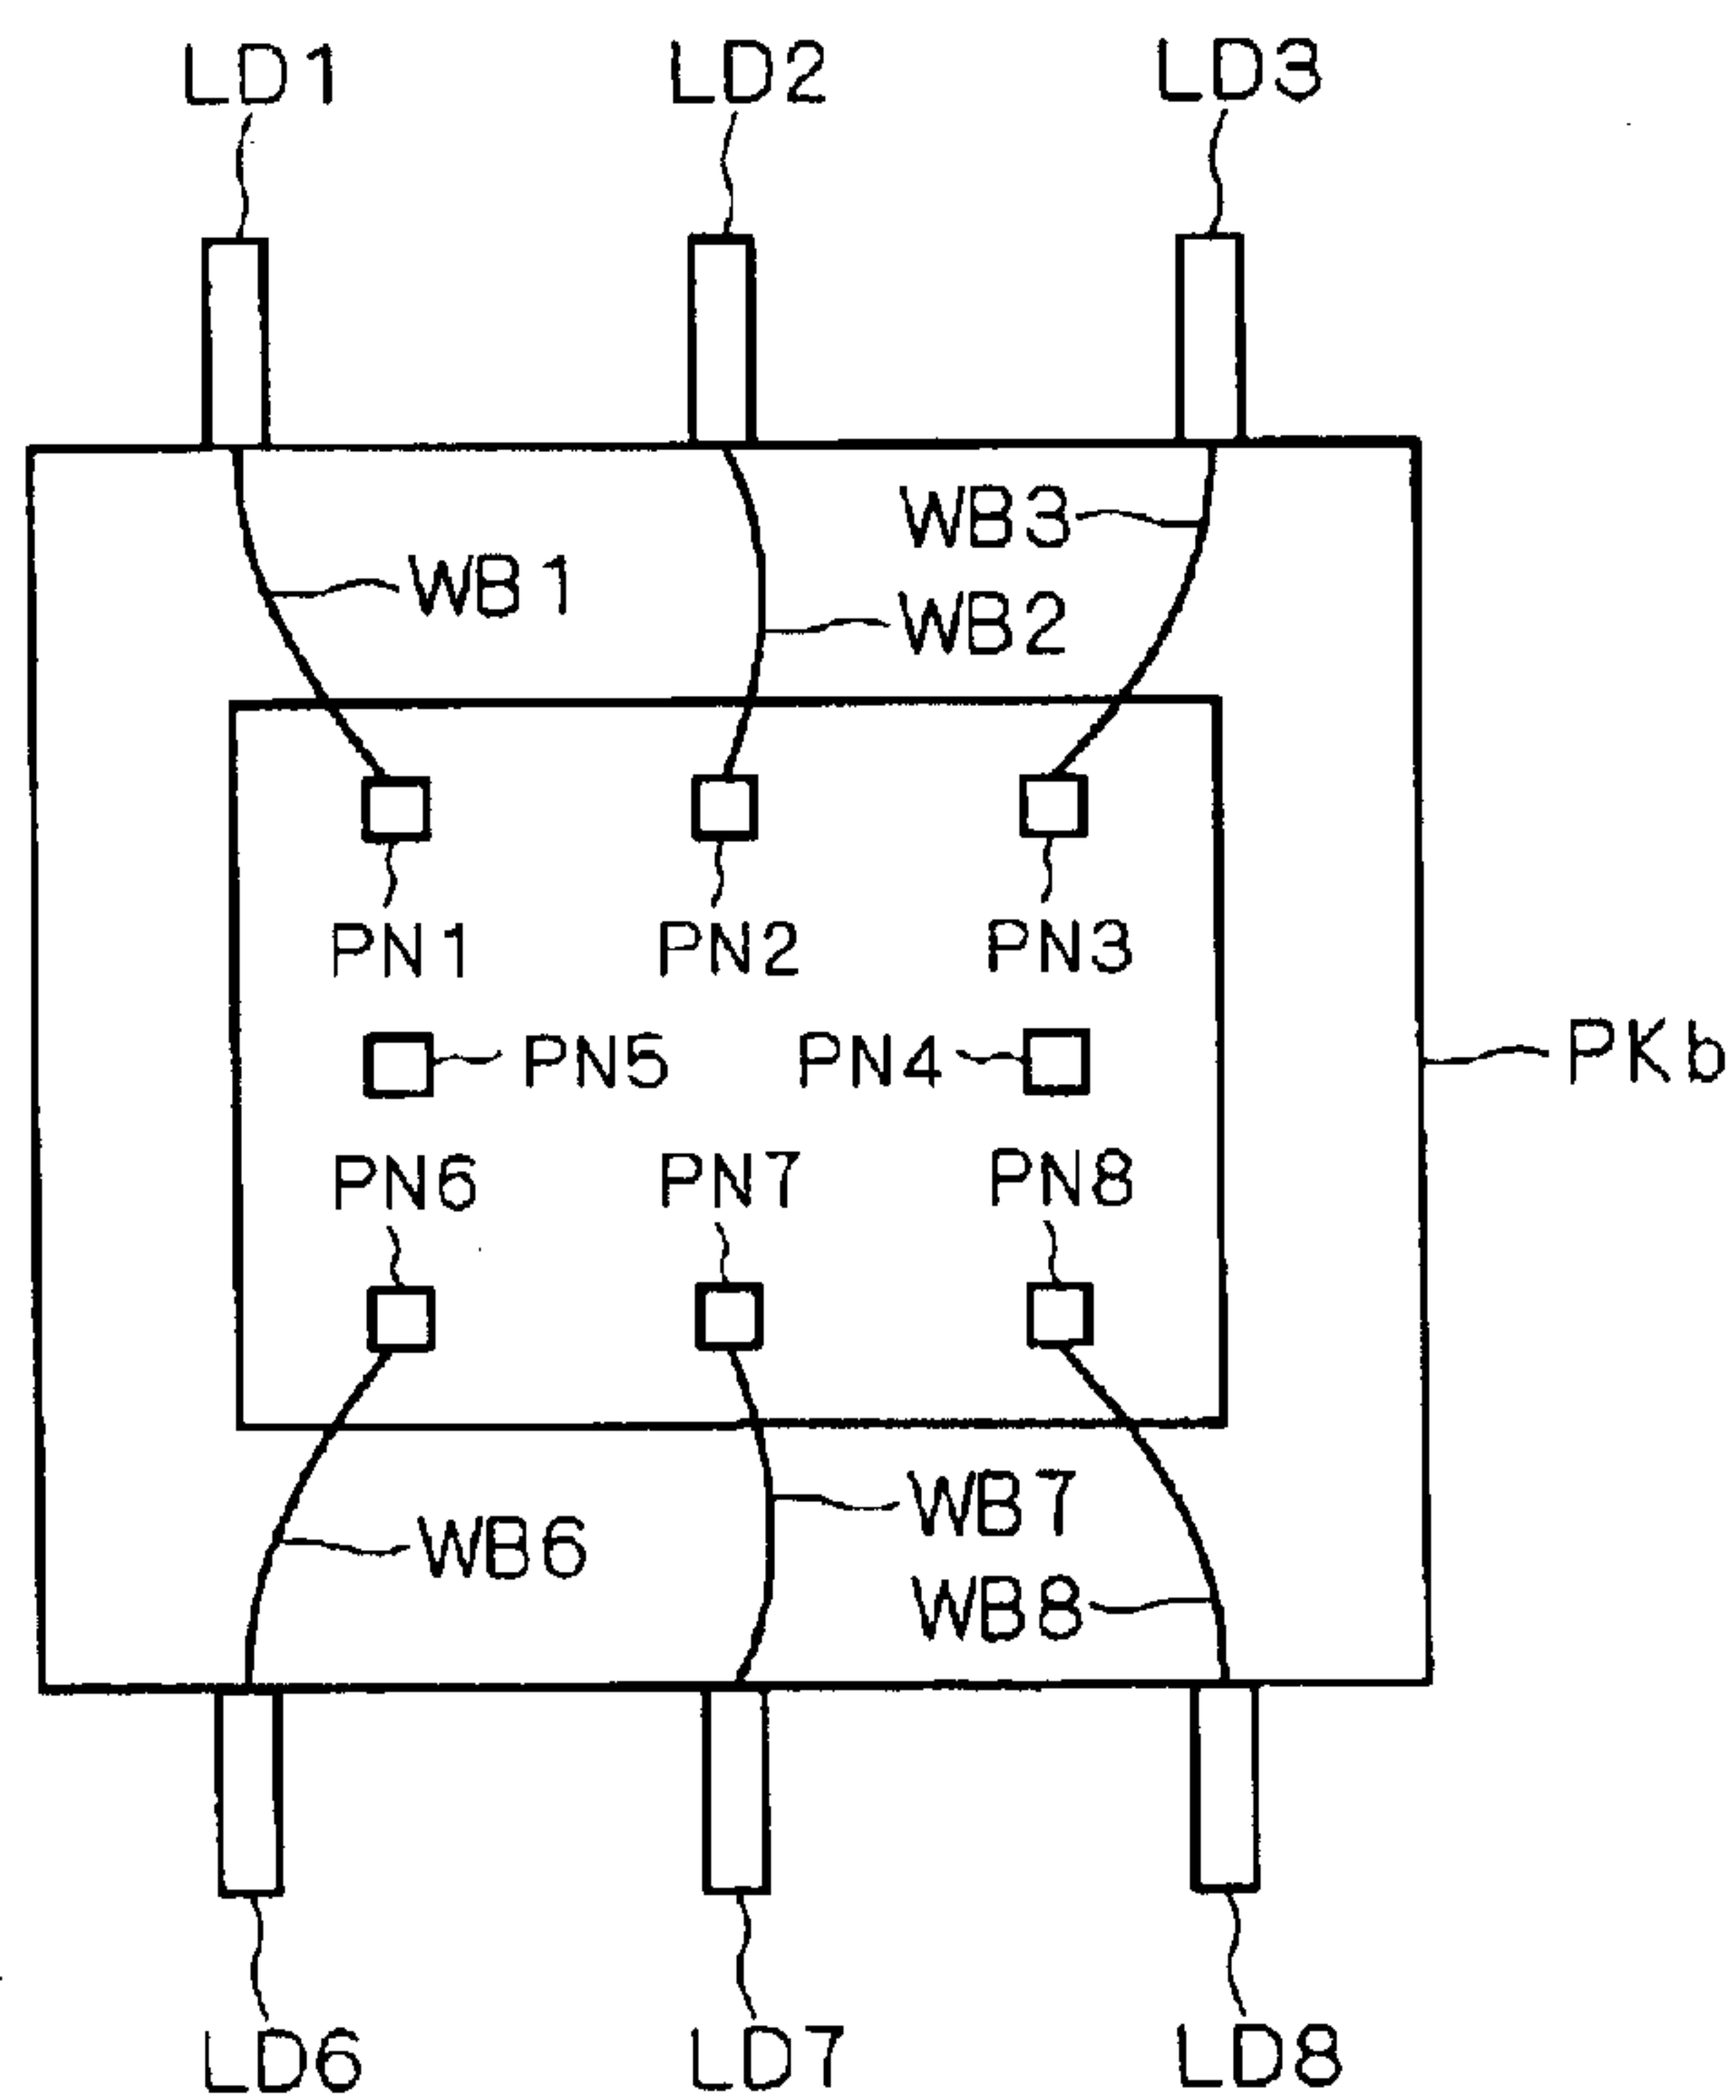 LD1 LD2 LD3
WB3
WB1
WB2
PN1 PN2 PN3
PN5 PN4 PKb
PN6 PN7 PN8
WB7
WB6
WB8
LD6 LD7 LD8